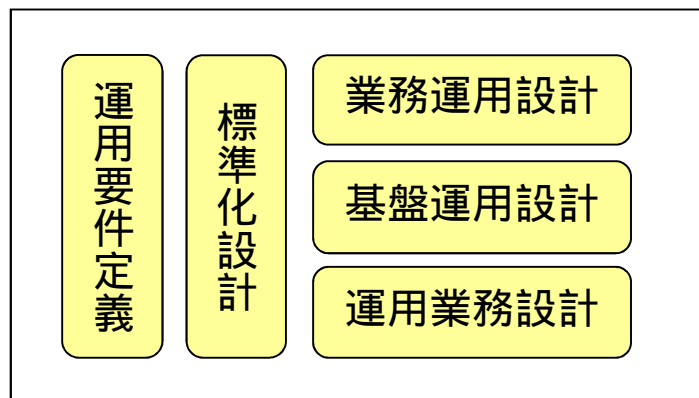 運用要件定義
標準化設計
業務運用設計
基盤運用設計
運用業務設計